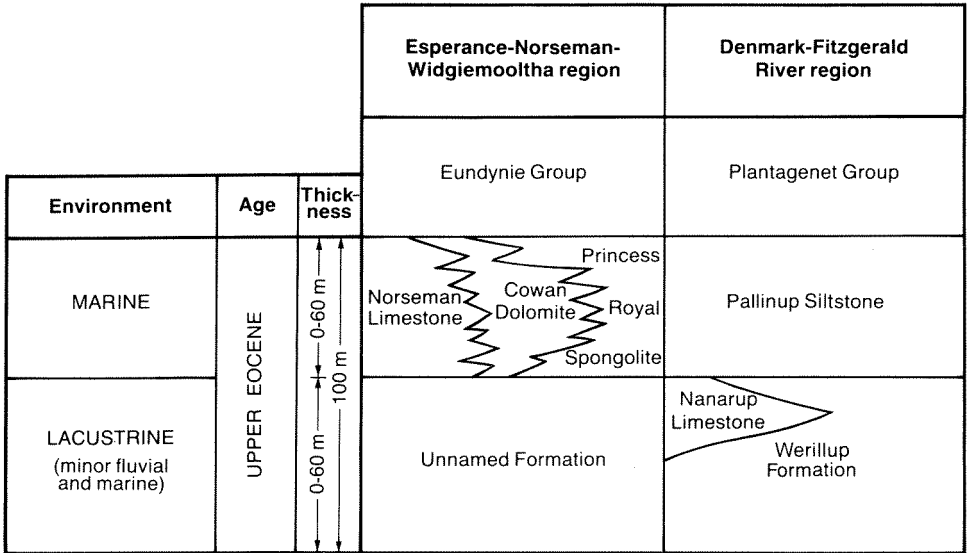 Esperance-Norseman-
Widgiemooltha region
Denmark-Fitzgerald
River region
Eundynie Group
Plantagenet Group
Environment
Age
Thick-
ness
MARINE
UPPER EOCENE
0-60 m
100 m
Norseman
Limestone
Cowan
Dolomite
Princess
Royal
Spongolite
Pallinup Siltstone
LACUSTRINE
(minor fluvial
and marine)
0-60 m
Unnamed Formation
Nanarup
Limestone
Werillup
Formation